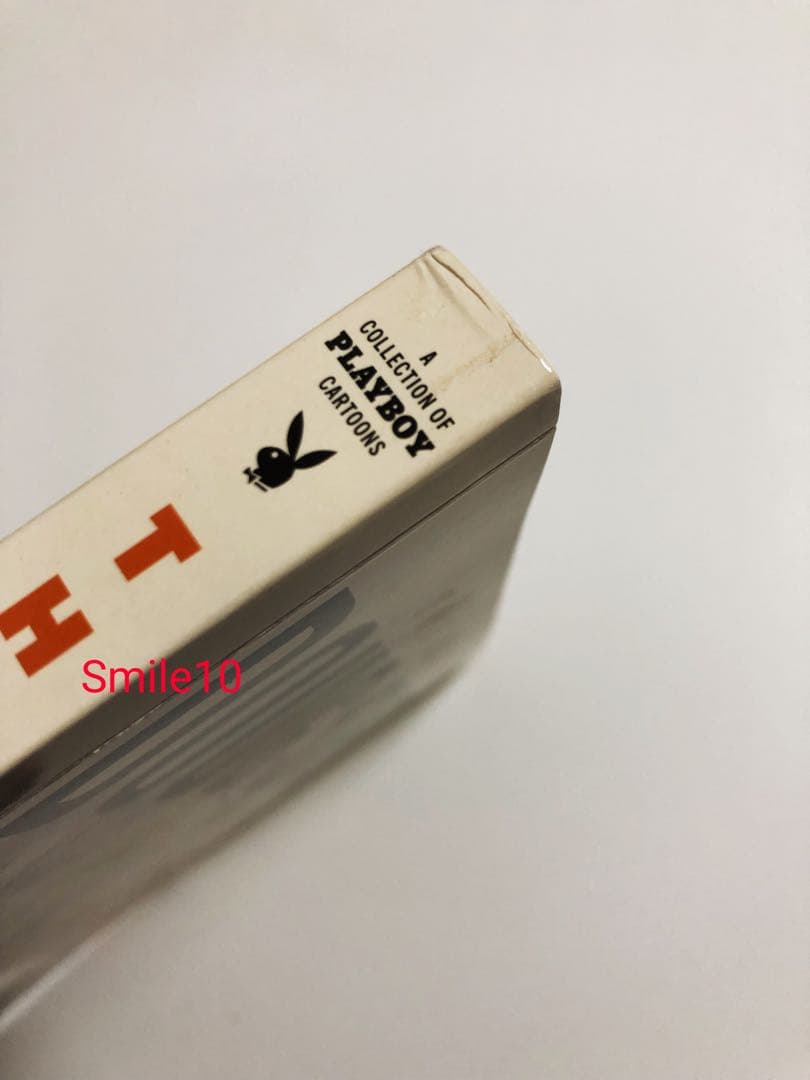 A
COLLECTION OF
PLAYBOY
CARTOONS
T
H
Smile10